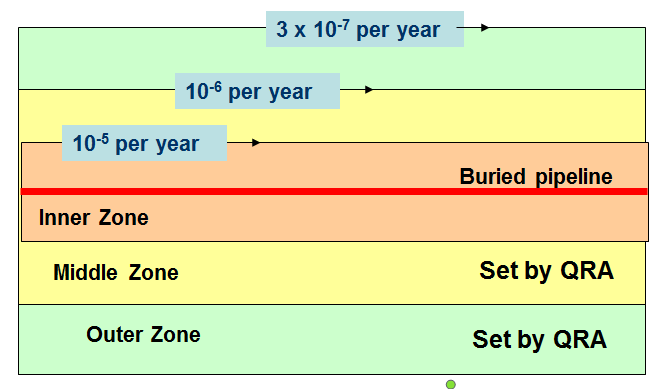 3 x 10⁻⁷ per year
10⁻⁶ per year
10⁻⁵ per year
Buried pipeline
Inner Zone
Middle Zone
Set by QRA
Outer Zone
Set by QRA